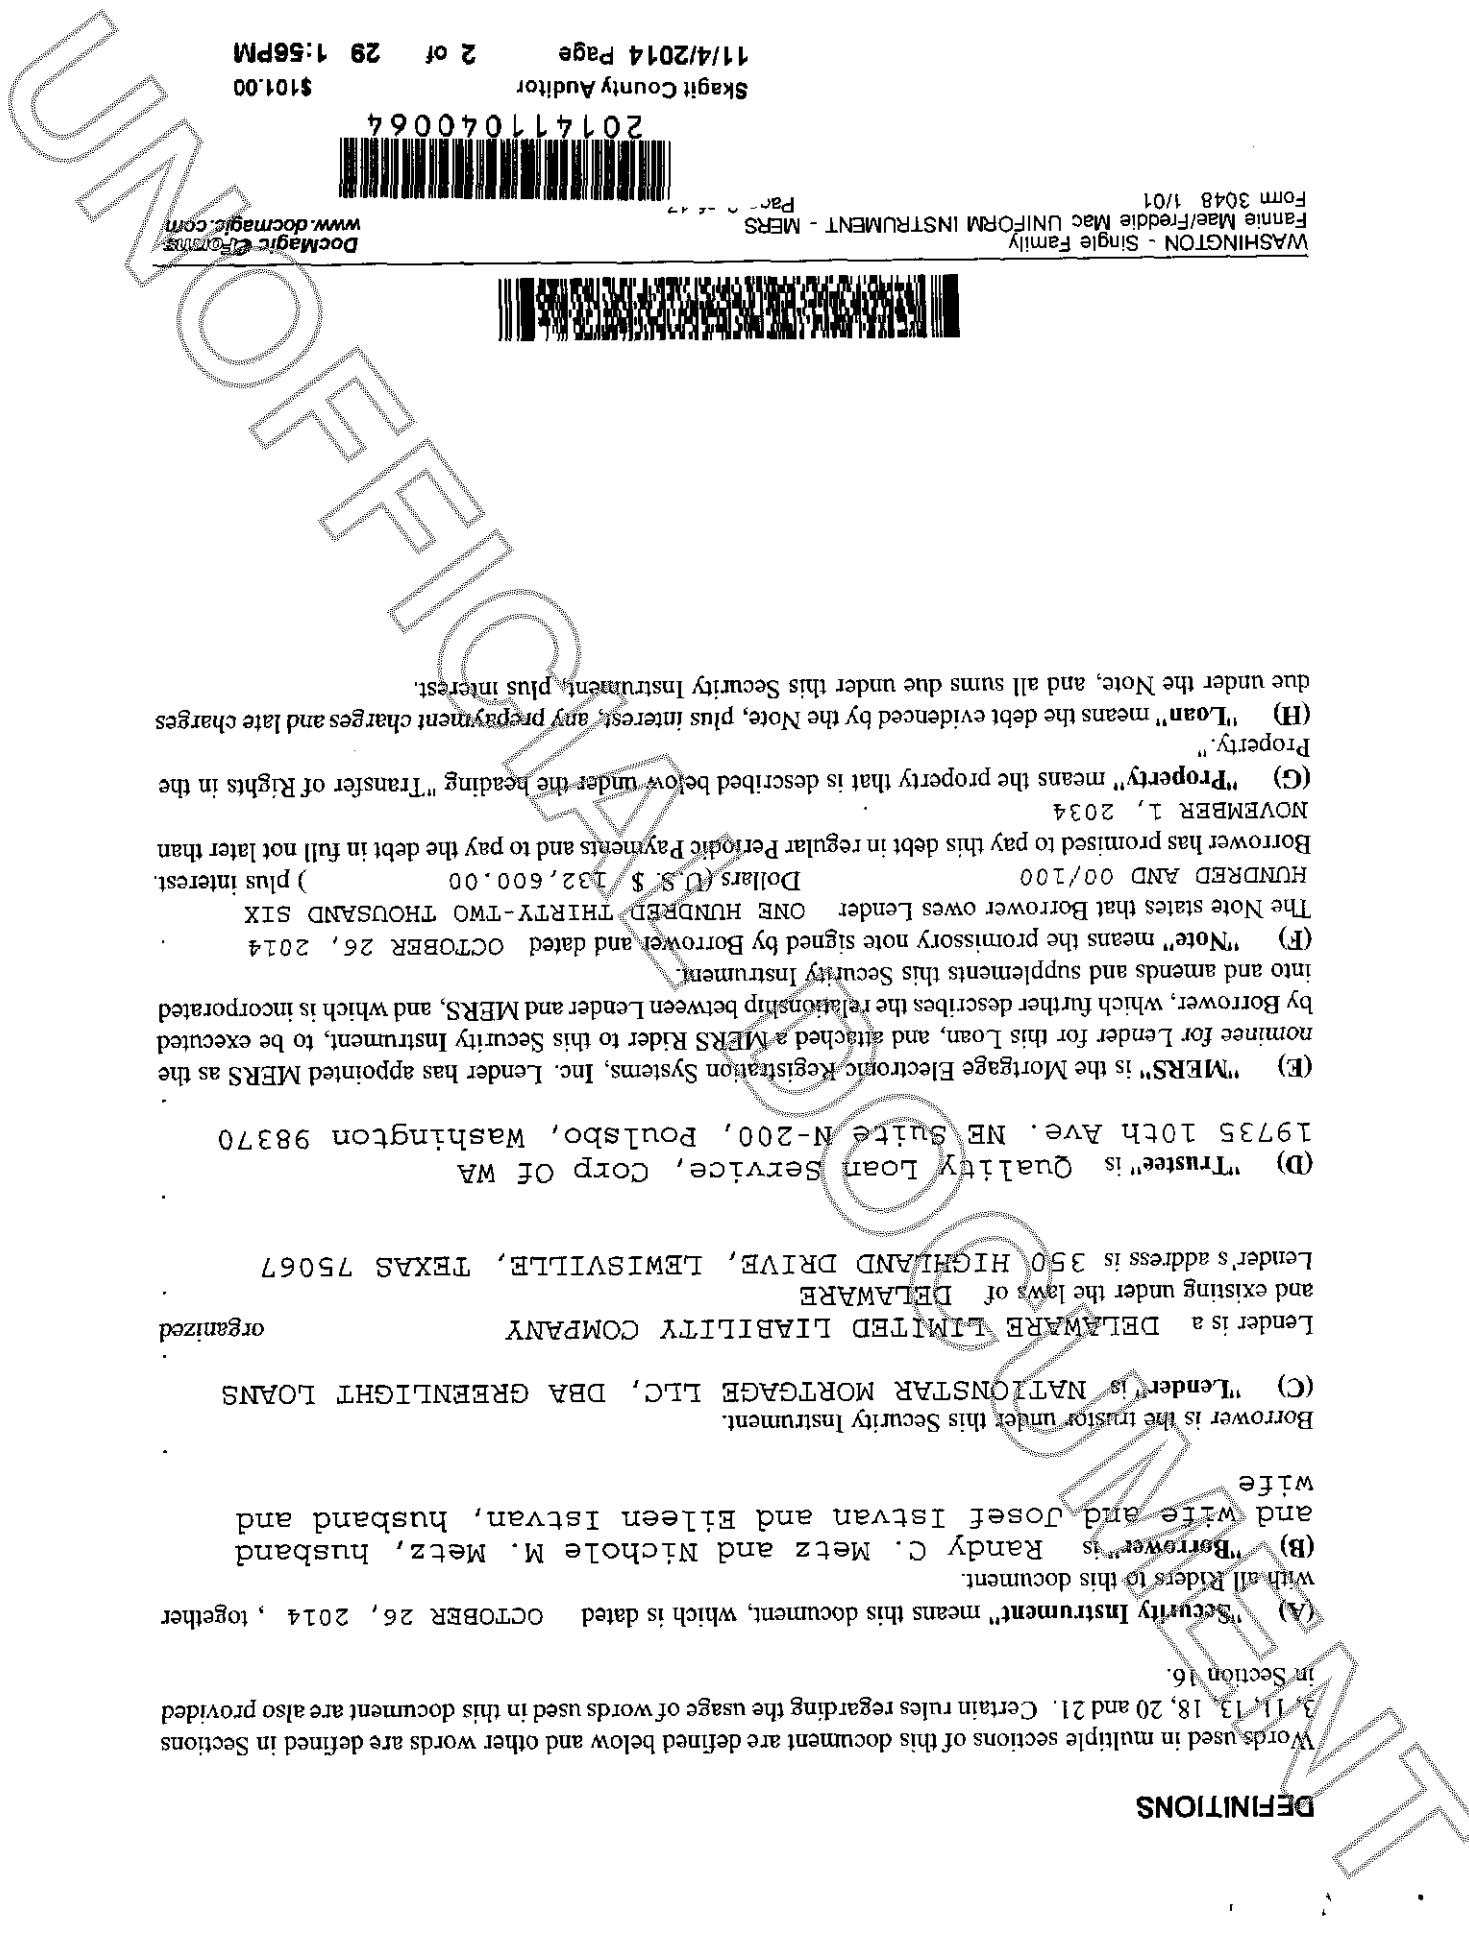 DEFINITIONS
Words used in multiple sections of this document are defined below and other words are defined in Sections
3, 11, 13, 18, 20 and 21. Certain rules regarding the usage of words used in this document are also provided
in Section 16.
(A) "Security Instrument" means this document, which is dated OCTOBER 26, 2014 , together
with all Riders to this document.
(B) "Borrower" is Randy C. Metz and Nichole M. Metz, husband
and wife and Josef Istvan and Eileen Istvan, husband and
wife
.
Borrower is the trustor under this Security Instrument.
(C) "Lender" is NATIONSTAR MORTGAGE LLC, DBA GREENLIGHT LOANS
.
Lender is a DELAWARE LIMITED LIABILITY COMPANY organized
and existing under the laws of DELAWARE .
Lender's address is 350 HIGHLAND DRIVE, LEWISVILLE, TEXAS 75067
.
(D) "Trustee" is Quality Loan Service, Corp Of WA
19735 10th Ave. NE Suite N-200, Poulsbo, Washington 98370
.
(E) "MERS" is the Mortgage Electronic Registration Systems, Inc. Lender has appointed MERS as the
nominee for Lender for this Loan, and attached a MERS Rider to this Security Instrument, to be executed
by Borrower, which further describes the relationship between Lender and MERS, and which is incorporated
into and amends and supplements this Security Instrument.
(F) "Note" means the promissory note signed by Borrower and dated OCTOBER 26, 2014 .
The Note states that Borrower owes Lender ONE HUNDRED THIRTY-TWO THOUSAND SIX
HUNDRED AND 00/100 Dollars (U.S. $ 132,600.00 ) plus interest.
Borrower has promised to pay this debt in regular Periodic Payments and to pay the debt in full not later than
NOVEMBER 1, 2034 .
(G) "Property" means the property that is described below under the heading "Transfer of Rights in the
Property."
(H) "Loan" means the debt evidenced by the Note, plus interest, any prepayment charges and late charges
due under the Note, and all sums due under this Security Instrument, plus interest.
WASHINGTON - Single Family
Fannie Mae/Freddie Mac UNIFORM INSTRUMENT - MERS
Form 3048 1/01
DocMagic eForms
www.docmagic.com
201411040064
Skagit County Auditor $101.00
11/4/2014 Page 2 of 29 1:56PM
UNOFFICIAL DOCUMENT